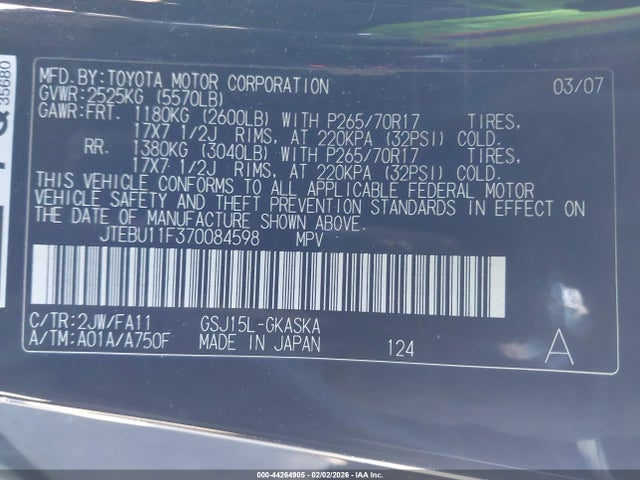 35680
MFD.BY:TOYOTA MOTOR CORPORATION 03/07
GVWR:2525KG (5570LB)
GAWR:FRT. 1180KG (2600LB) WITH P265/70R17 TIRES,
17X7 1/2J RIMS, AT 220KPA (32PSI) COLD.
RR. 1380KG (3040LB) WITH P265/70R17 TIRES,
17X7 1/2J RIMS, AT 220KPA (32PSI) COLD.
THIS VEHICLE CONFORMS TO ALL APPLICABLE FEDERAL MOTOR
VEHICLE SAFETY AND THEFT PREVENTION STANDARDS IN EFFECT ON
THE DATE OF MANUFACTURE SHOWN ABOVE.
JTEBU11F370084598 MPV
C/TR:2JW/FA11 GSJ15L-GKASKA
A/TM:A01A/A750F MADE IN JAPAN 124 A
000-44264905 - 02/02/2026 - IAA Inc.